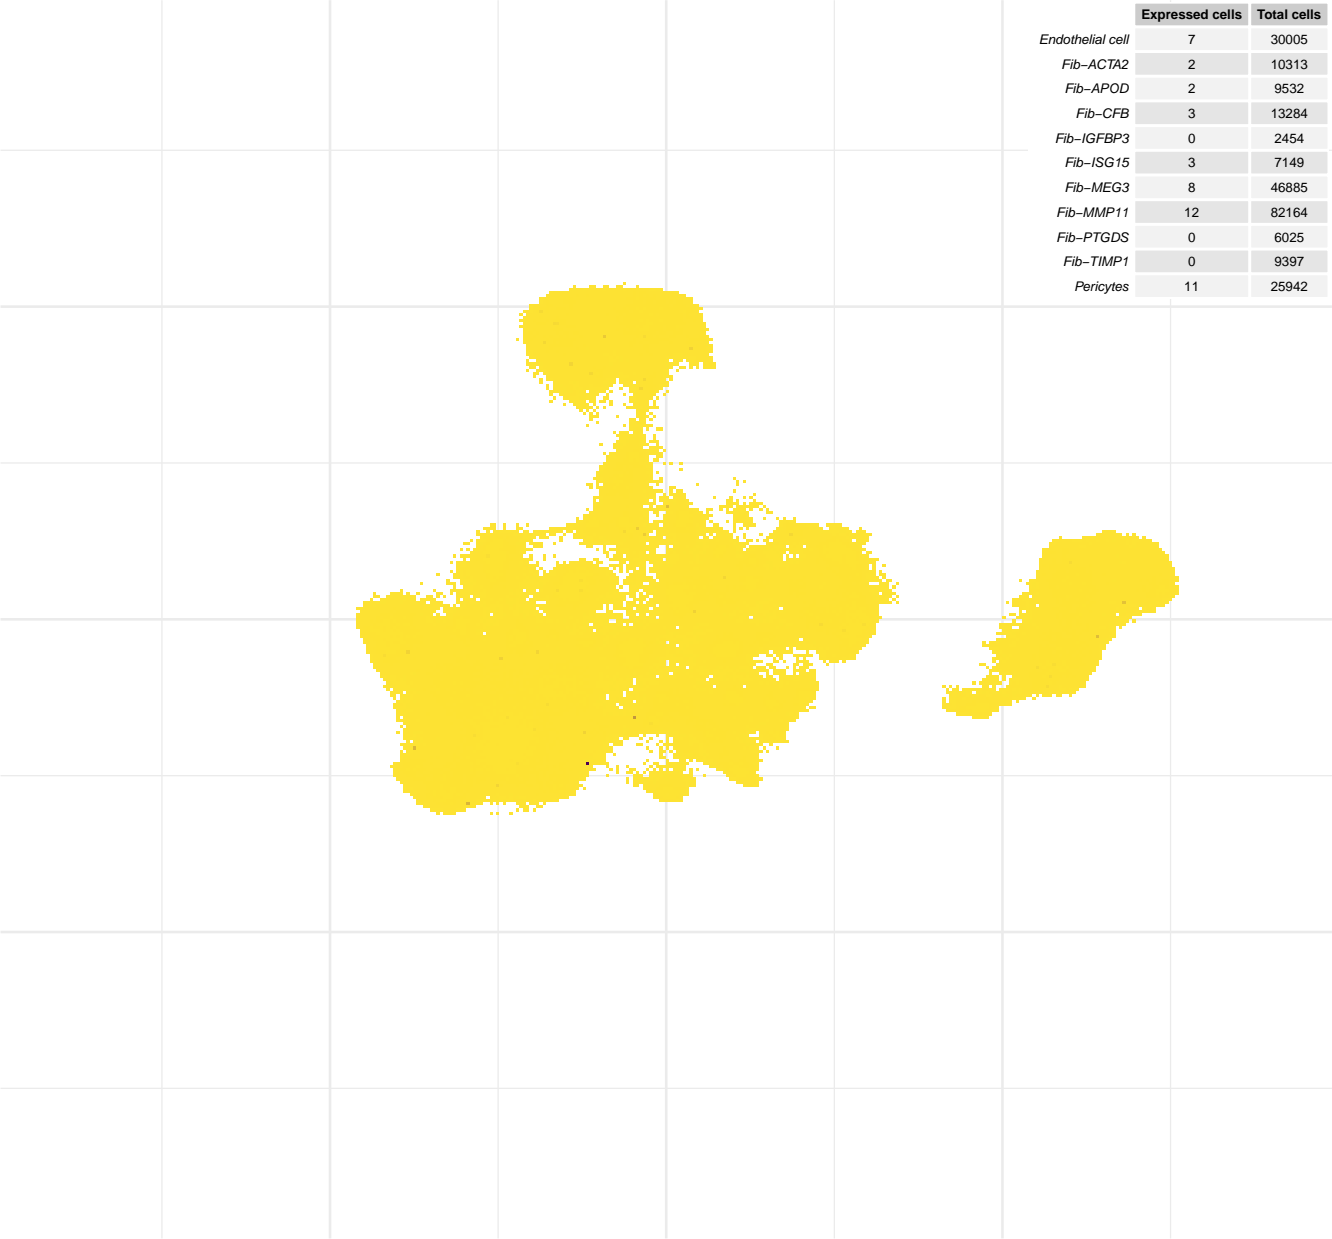 Expressed cells Total cells
Endothelial cell 7 30005
Fib−ACTA2 2 10313
Fib−APOD 2 9532
Fib−CFB 3 13284
Fib−IGFBP3 0 2454
Fib−ISG15 3 7149
Fib−MEG3 8 46885
Fib−MMP11 12 82164
Fib−PTGDS 0 6025
Fib−TIMP1 0 9397
Pericytes 11 25942